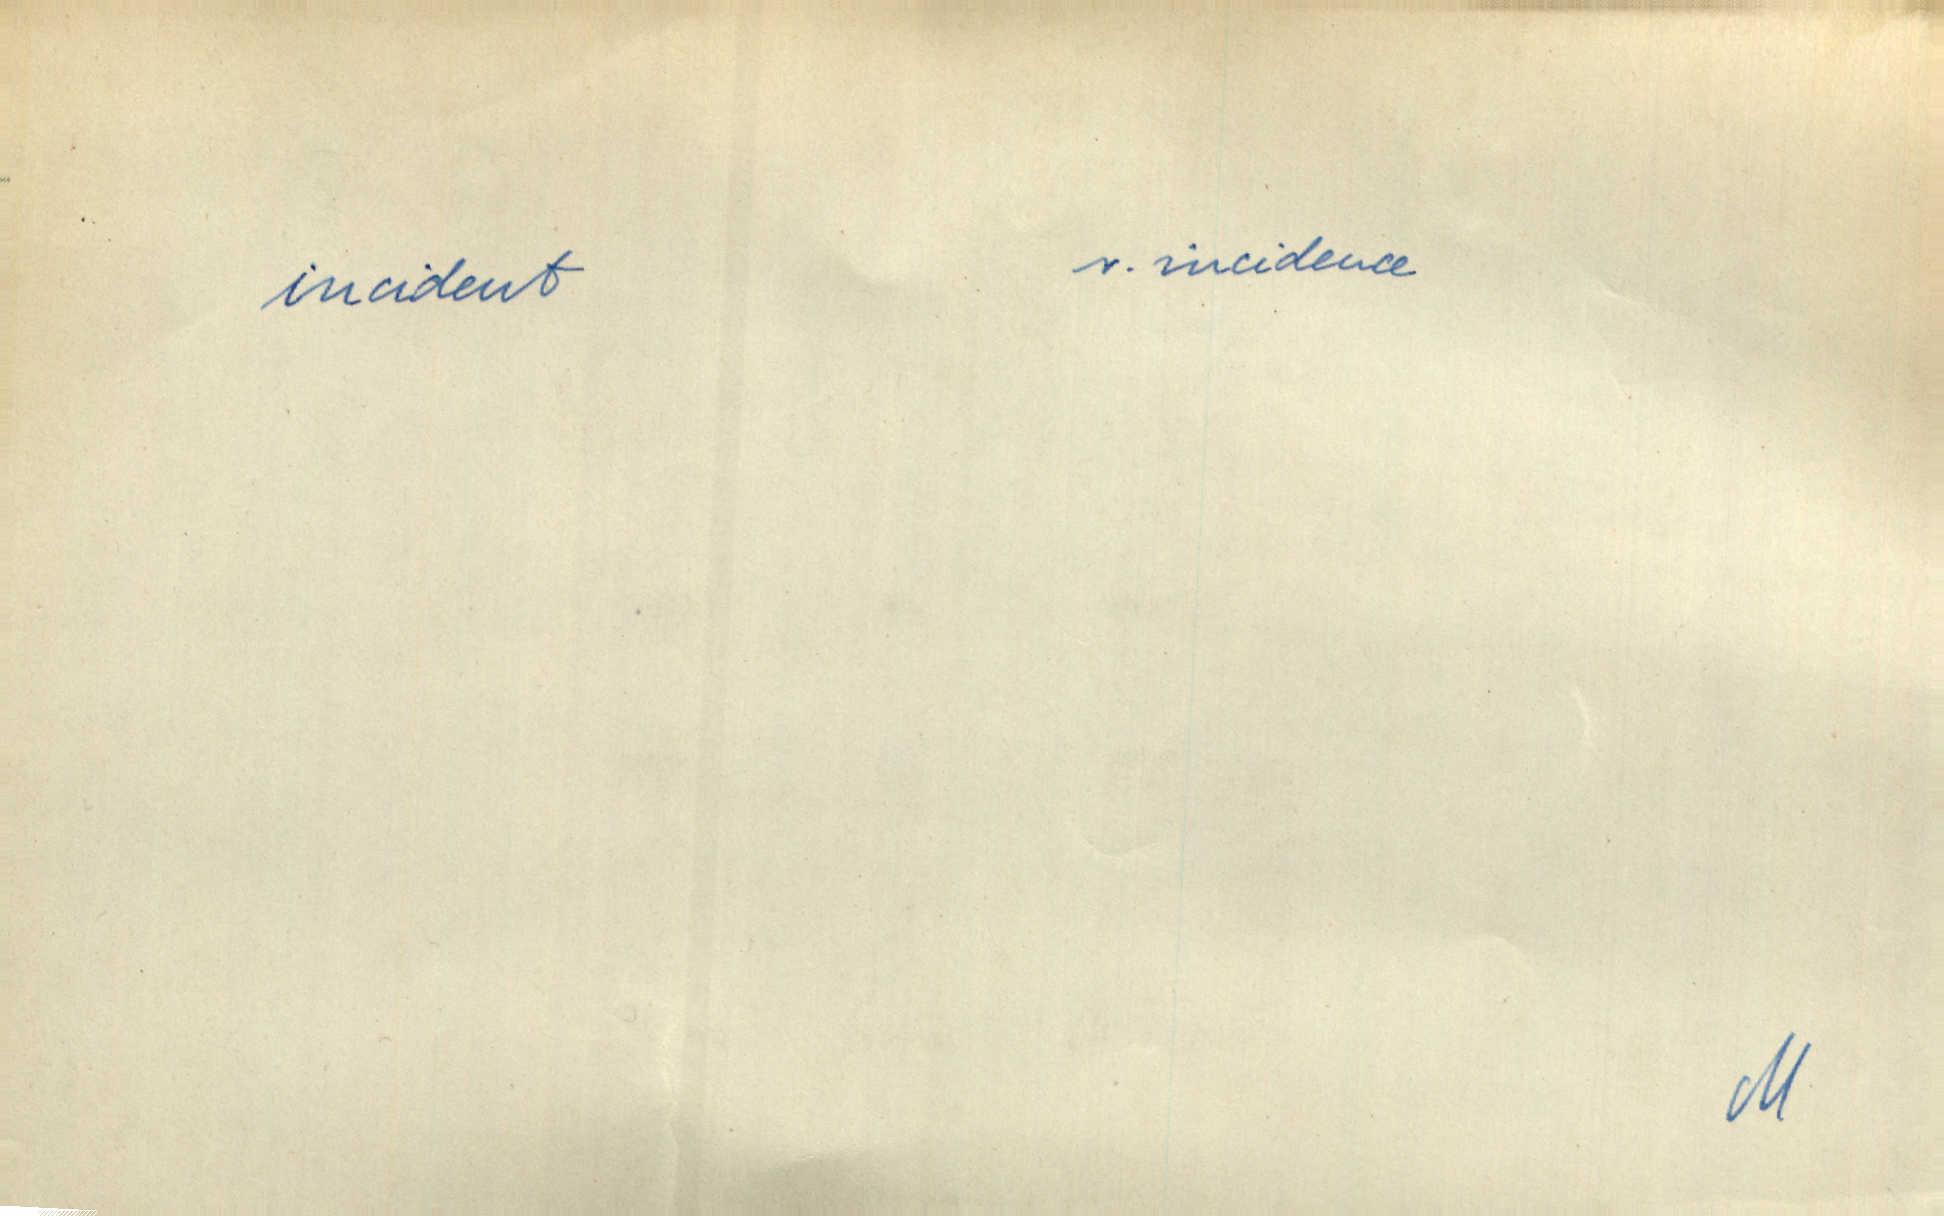 incident
v. incidence
M